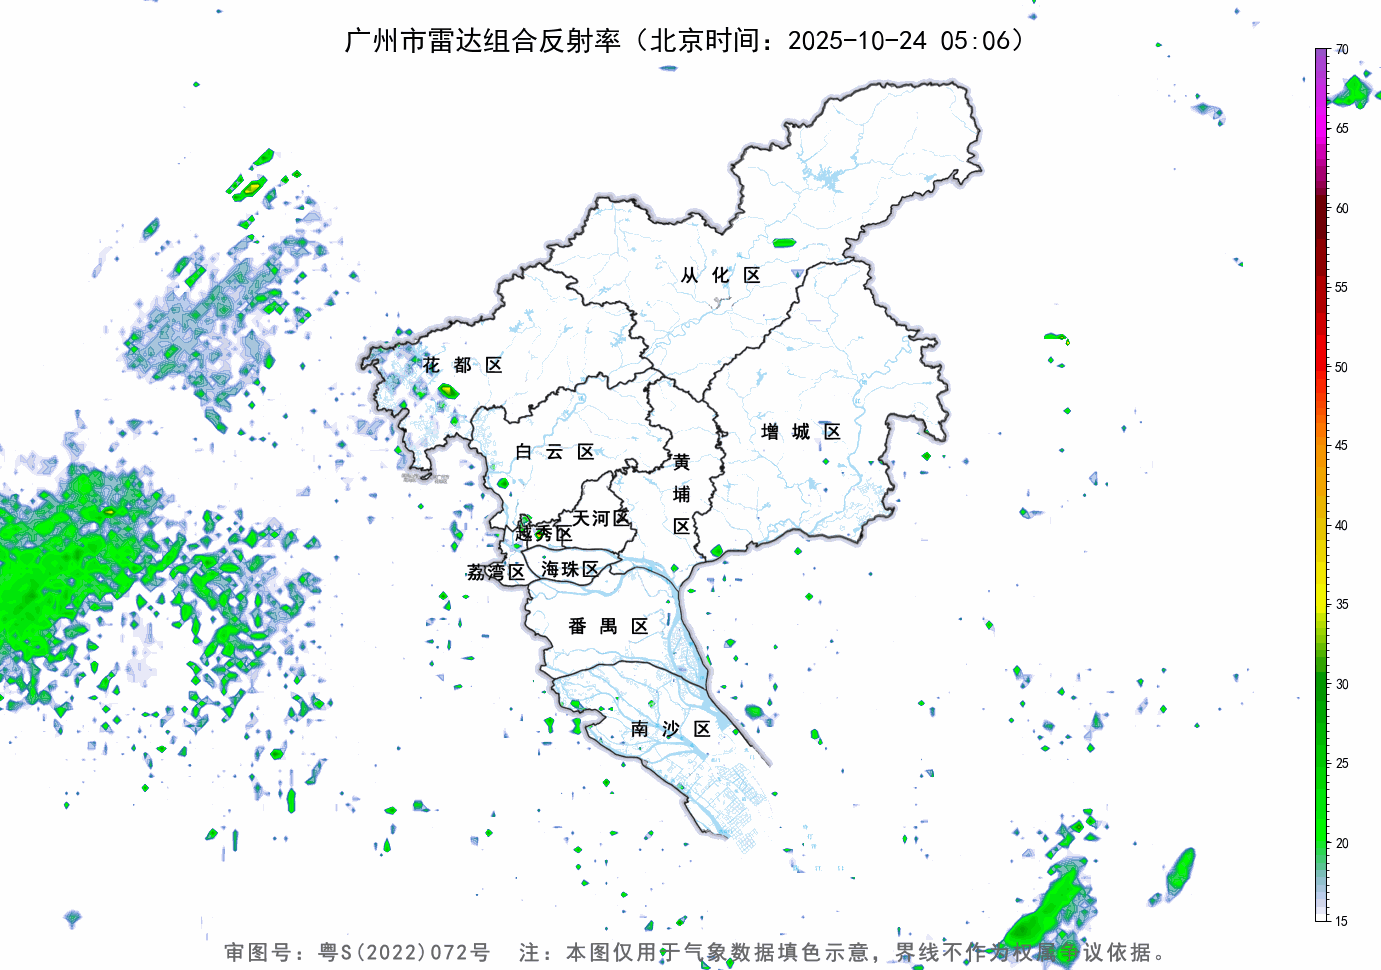 广州市雷达组合反射率（北京时间：2025-10-24 05:06）
70
65
60
55
50
45
40
35
30
25
20
15
从化区
花都区
增城区
白云区
黄埔区
天河区
越秀区
荔湾区
海珠区
番禺区
南沙区
审图号：粤S(2022)072号 注：本图仅用于气象数据填色示意，界线不作为权属争议依据。